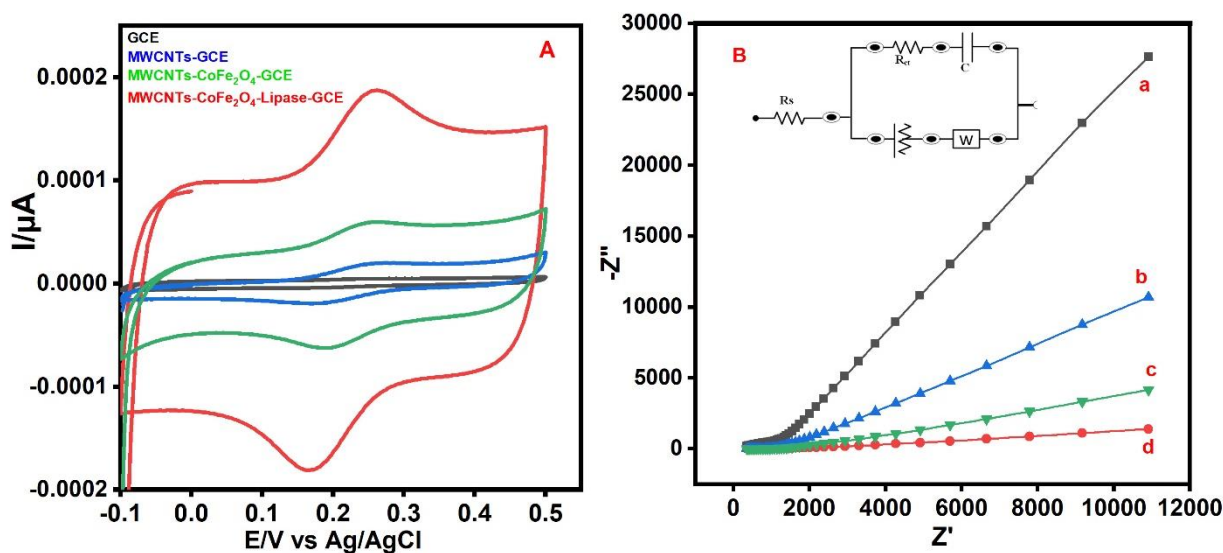 A
GCE
MWCNTs-GCE
MWCNTs-CoFe₂O₄-GCE
MWCNTs-CoFe₂O₄-Lipase-GCE
0.0002
0.0001
0.0000
-0.0001
-0.0002
I/µA
-0.1 0.0 0.1 0.2 0.3 0.4 0.5
E/V vs Ag/AgCl
B
30000
25000
20000
15000
10000
5000
0
-Z"
Rs
C
W
a
b
c
d
0 2000 4000 6000 8000 10000 12000
Z'